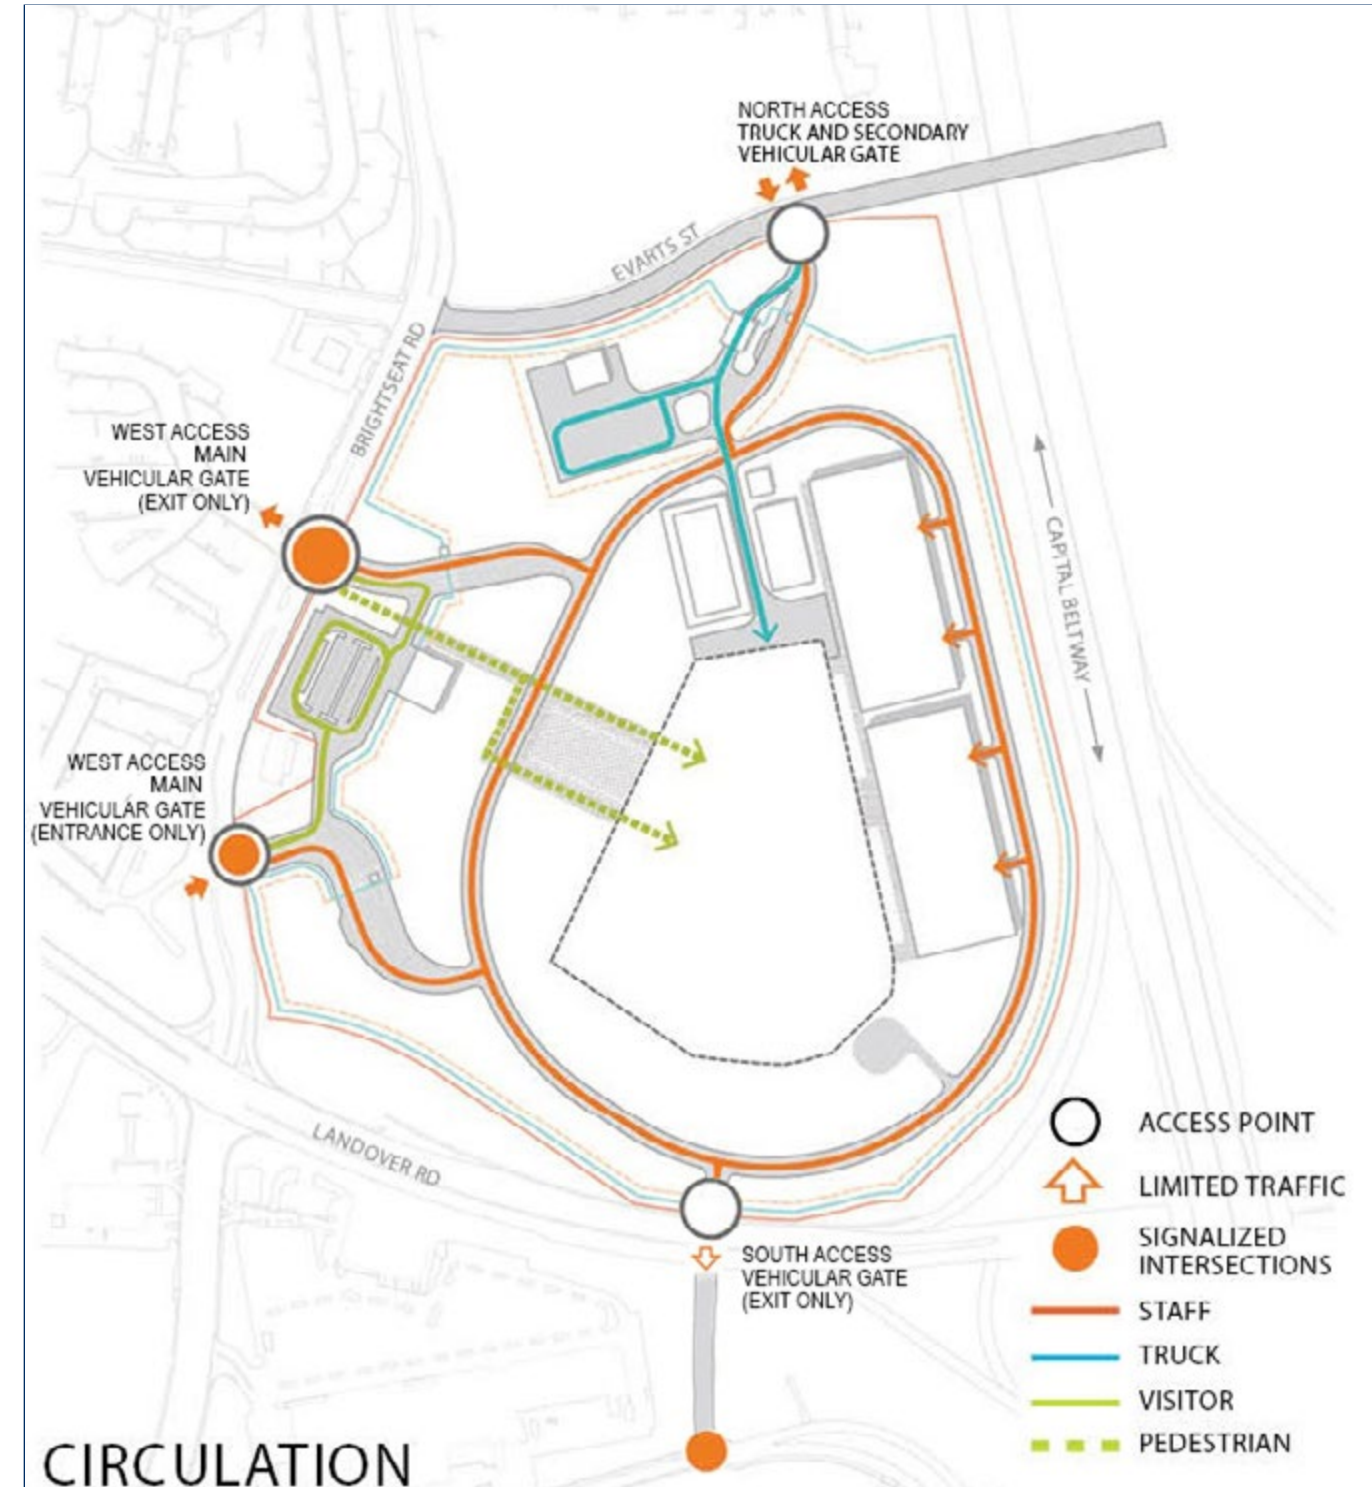 NORTH ACCESS
TRUCK AND SECONDARY
VEHICULAR GATE
EVARTS ST
BRIGHTSEAT RD
WEST ACCESS
MAIN
VEHICULAR GATE
(EXIT ONLY)
CAPITAL BELTWAY
WEST ACCESS
MAIN
VEHICULAR GATE
(ENTRANCE ONLY)
LANDOVER RD
SOUTH ACCESS
VEHICULAR GATE
(EXIT ONLY)
ACCESS POINT
LIMITED TRAFFIC
SIGNALIZED
INTERSECTIONS
STAFF
TRUCK
VISITOR
PEDESTRIAN
CIRCULATION